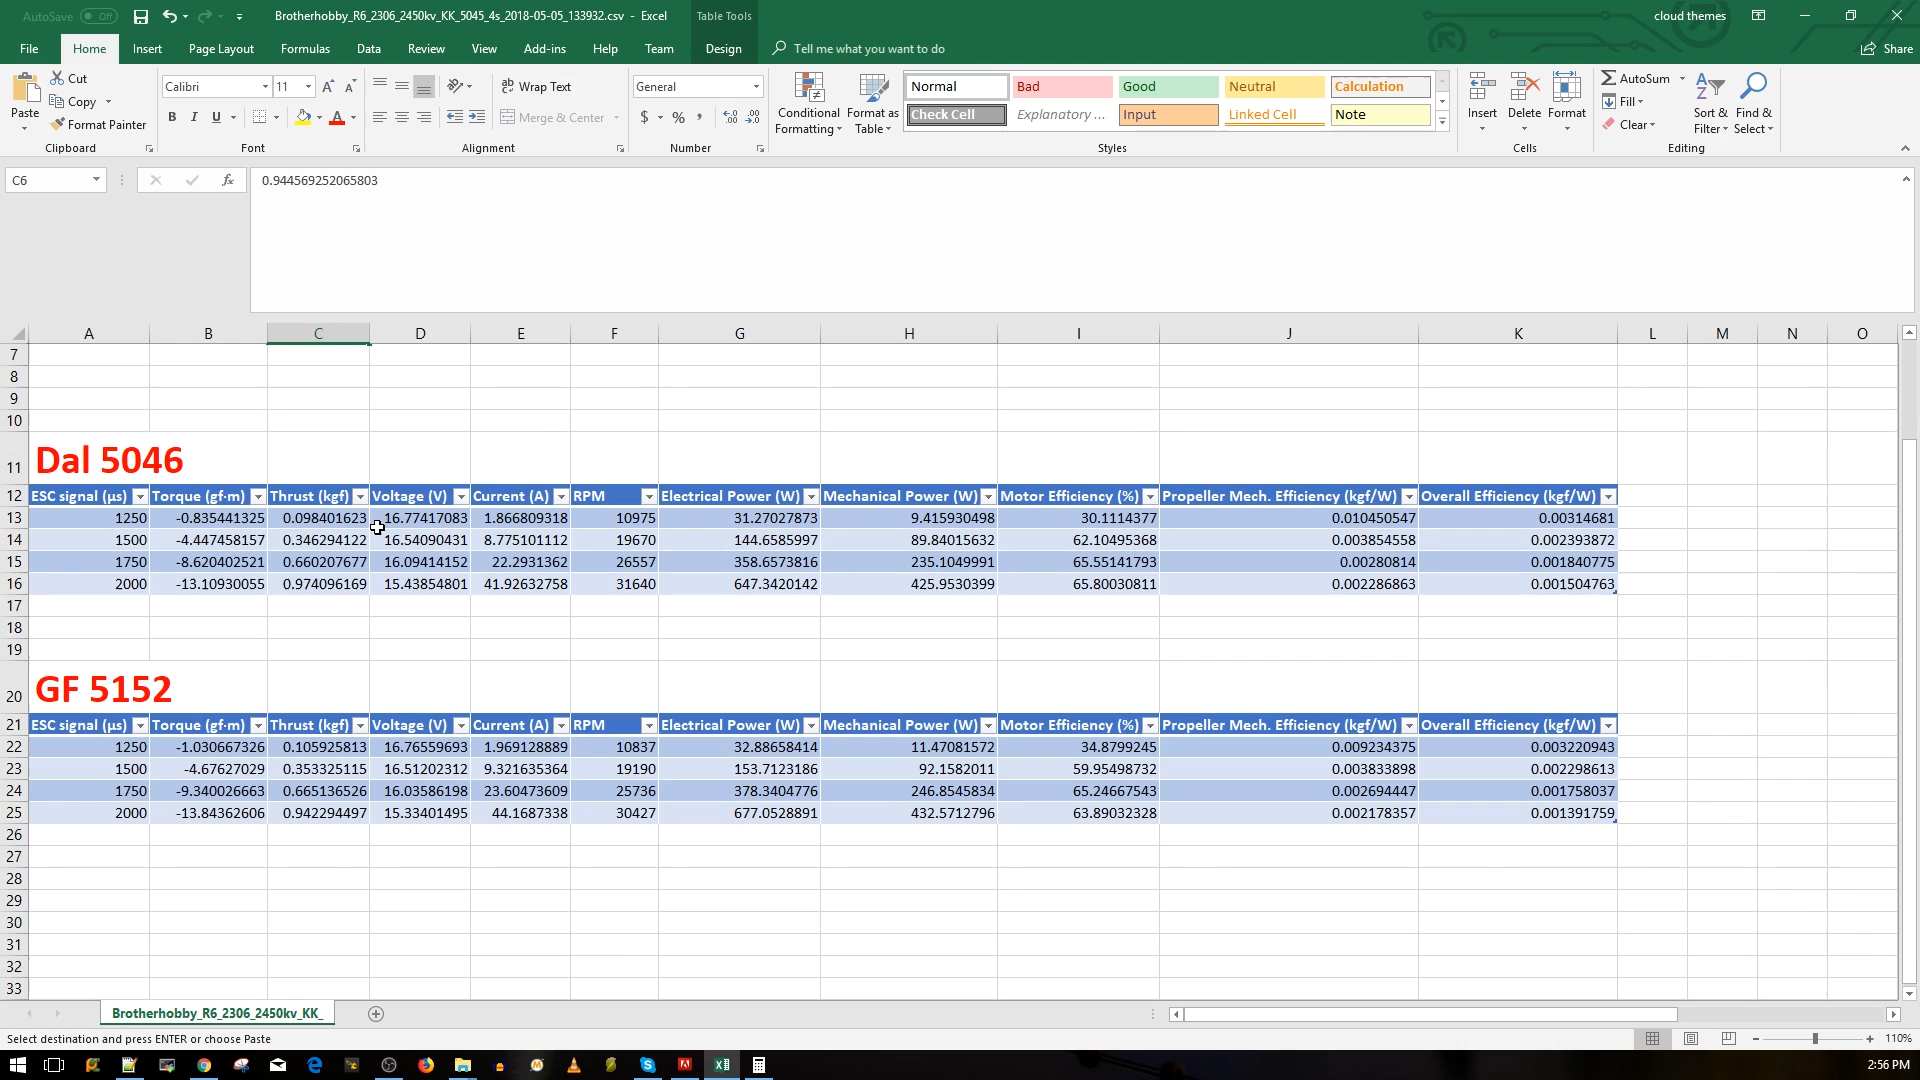 AutoSave Off Brotherhobby_R6_2306_2450kv_KK_5045_4s_2018-05-05_133932.csv - Excel Table Tools cloud themes
File Home Insert Page Layout Formulas Data Review View Add-ins Help Team Design Tell me what you want to do Share
Cut
Copy
Format Painter
Paste
Clipboard
Calibri 11
B I U
Font
Wrap Text
Merge & Center
Alignment
General
$ % ,
Number
Conditional Formatting
Format as Table
Normal Bad Good Neutral Calculation
Check Cell Explanatory ... Input Linked Cell Note
Styles
Insert Delete Format
Cells
AutoSum
Fill
Clear
Sort & Filter
Find & Select
Editing
C6 fx 0.944569252065803
A B C D E F G H I J K L M N O
7
8
9
10
11 Dal 5046
12 ESC signal (µs) Torque (gf·m) Thrust (kgf) Voltage (V) Current (A) RPM Electrical Power (W) Mechanical Power (W) Motor Efficiency (%) Propeller Mech. Efficiency (kgf/W) Overall Efficiency (kgf/W)
13 1250 -0.835441325 0.098401623 16.77417083 1.866809318 10975 31.27027873 9.415930498 30.1114377 0.010450547 0.00314681
14 1500 -4.447458157 0.346294122 16.54090431 8.775101112 19670 144.6585997 89.84015632 62.10495368 0.003854558 0.002393872
15 1750 -8.620402521 0.660207677 16.09414152 22.2931362 26557 358.6573816 235.1049991 65.55141793 0.00280814 0.001840775
16 2000 -13.10930055 0.974096169 15.43854801 41.92632758 31640 647.3420142 425.9530399 65.80030811 0.002286863 0.001504763
17
18
19
20 GF 5152
21 ESC signal (µs) Torque (gf·m) Thrust (kgf) Voltage (V) Current (A) RPM Electrical Power (W) Mechanical Power (W) Motor Efficiency (%) Propeller Mech. Efficiency (kgf/W) Overall Efficiency (kgf/W)
22 1250 -1.030667326 0.105925813 16.76559693 1.969128889 10837 32.88658414 11.47081572 34.8799245 0.009234375 0.003220943
23 1500 -4.67627029 0.353325115 16.51202312 9.321635364 19190 153.7123186 92.1582011 59.95498732 0.003833898 0.002298613
24 1750 -9.340026663 0.665136526 16.03586198 23.60473609 25736 378.3404776 246.8545834 65.24667543 0.002694447 0.001758037
25 2000 -13.84362606 0.942294497 15.33401495 44.1687338 30427 677.0528891 432.5712796 63.89032328 0.002178357 0.001391759
26
27
28
29
30
31
32
33
Brotherhobby_R6_2306_2450kv_KK_
Select destination and press ENTER or choose Paste 110%
2:56 PM